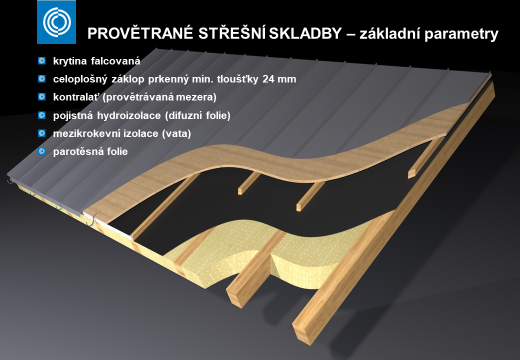 PROVĚTRANÉ STŘEŠNÍ SKLADBY – základní parametry
krytina falcovaná
celoplošný záklop prkenný min. tloušťky 24 mm
kontralať (provětrávaná mezera)
pojistná hydroizolace (difuzní folie)
mezikrokevní izolace (vata)
parotěsná folie